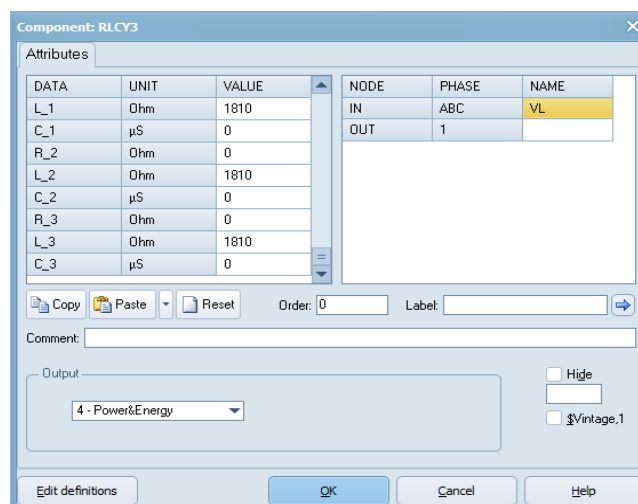 Component: RLCY3
Attributes
DATA UNIT VALUE
L_1 Ohm 1810
C_1 µS 0
R_2 Ohm 0
L_2 Ohm 1810
C_2 µS 0
R_3 Ohm 0
L_3 Ohm 1810
C_3 µS 0
NODE PHASE NAME
IN ABC VL
OUT 1
Copy Paste Reset Order: 0 Label:
Comment:
Output
4 - Power&Energy
Hide
$Vintage,1
Edit definitions OK Cancel Help